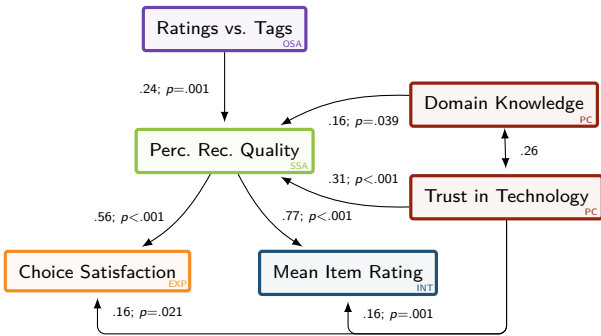 Ratings vs. Tags
OSA
.24; p=.001
Domain Knowledge
PC
.16; p=.039
Perc. Rec. Quality
SSA
.26
.31; p<.001
Trust in Technology
PC
.56; p<.001
.77; p<.001
Choice Satisfaction
EXP
Mean Item Rating
INT
.16; p=.021
.16; p=.001